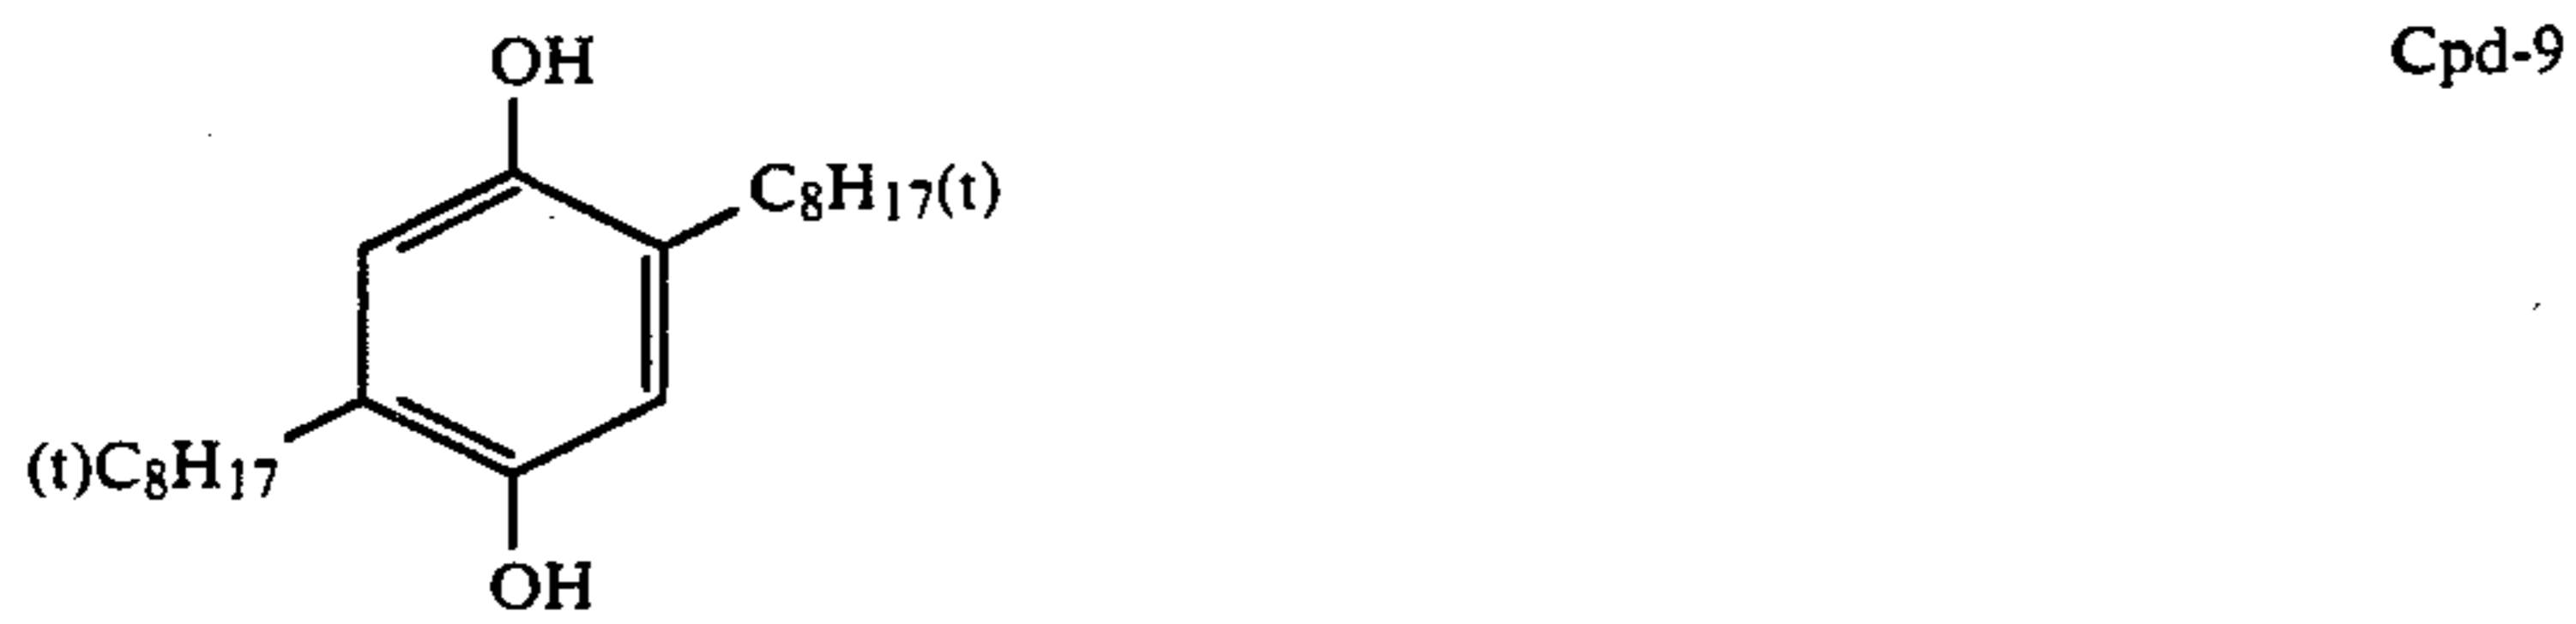 OH
Cpd-9
C₈H₁₇(t)
(t)C₈H₁₇
OH